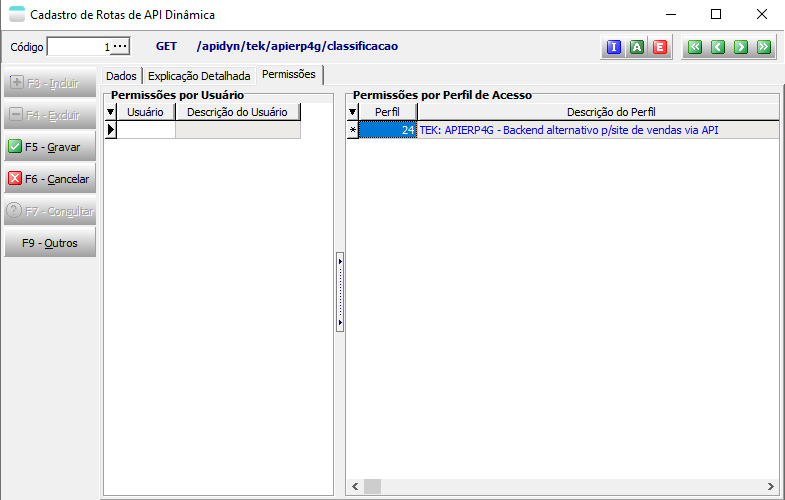 Cadastro de Rotas de API Dinâmica
Código 1 ... GET /apidyn/tek/apierp4g/classificacao I A E
F3 - Incluir
F4 - Excluir
F5 - Gravar
F6 - Cancelar
F7 - Consultar
F9 - Outros
Dados Explicação Detalhada Permissões
Permissões por Usuário
Usuário Descrição do Usuário
Permissões por Perfil de Acesso
Perfil Descrição do Perfil
* 24 TEK: APIERP4G - Backend alternativo p/site de vendas via API